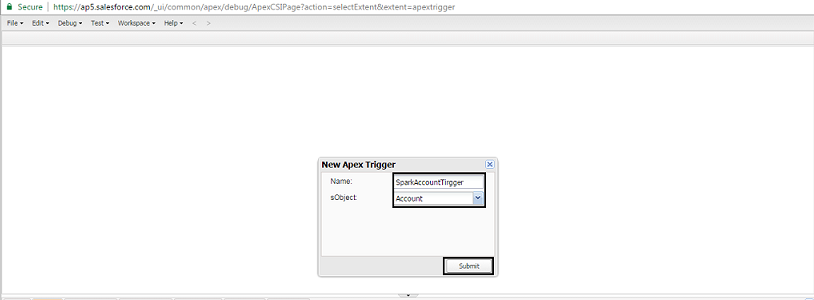 Secure https://ap5.salesforce.com/_ui/common/apex/debug/ApexCSIPage?action=selectExtent&extent=apextrigger
File Edit Debug Test Workspace Help < >
New Apex Trigger
Name: SparkAccountTirgger
sObject: Account
Submit